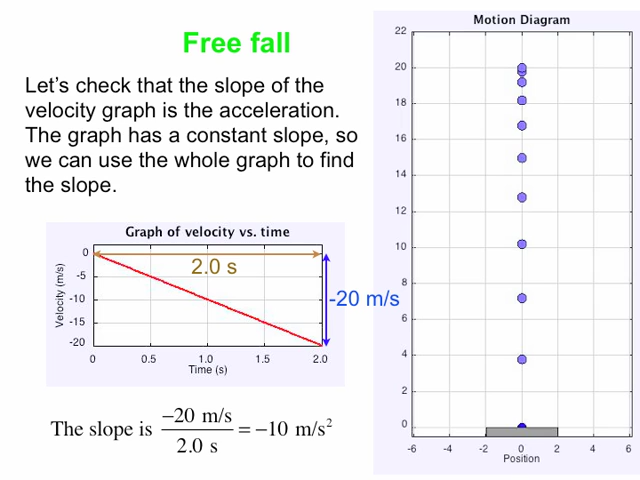 Free fall
Let’s check that the slope of the
velocity graph is the acceleration.
The graph has a constant slope, so
we can use the whole graph to find
the slope.
Graph of velocity vs. time
Velocity (m/s)
0
-5
-10
-15
-20
2.0 s
-20 m/s
0 0.5 1.0 1.5 2.0
Time (s)
The slope is −20 m/s / 2.0 s = −10 m/s²
Motion Diagram
22
20
18
16
14
12
10
8
6
4
2
0
-6 -4 -2 0 2 4 6
Position